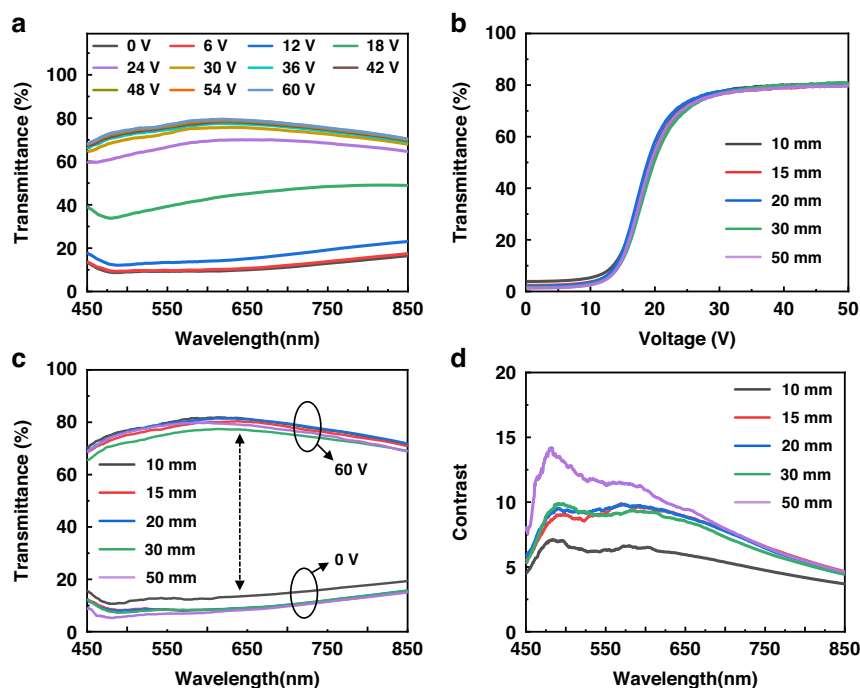 a
0 V 6 V 12 V 18 V
24 V 30 V 36 V 42 V
48 V 54 V 60 V
120
100
80
60
40
20
0
Transmittance (%)
450 550 650 750 850
Wavelength(nm)
b
100
80
60
40
20
0
Transmittance (%)
10 mm
15 mm
20 mm
30 mm
50 mm
0 10 20 30 40 50
Voltage (V)
c
100
80
60
40
20
0
Transmittance (%)
10 mm
15 mm
20 mm
30 mm
50 mm
60 V
0 V
450 550 650 750 850
Wavelength(nm)
d
20
15
10
5
0
Contrast
10 mm
15 mm
20 mm
30 mm
50 mm
450 550 650 750 850
Wavelength(nm)